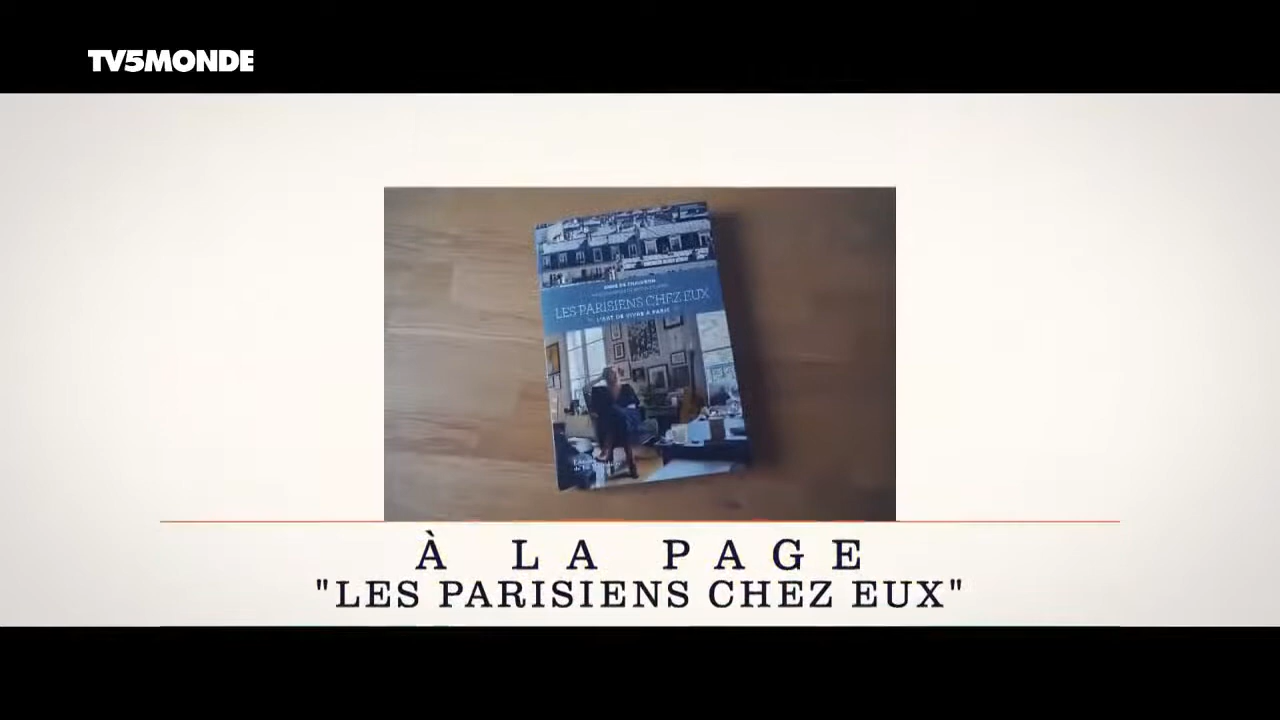 TV5MONDE
LES PARISIENS CHEZ EUX
L'ART DE VIVRE À PARIS
À LA PAGE
"LES PARISIENS CHEZ EUX"